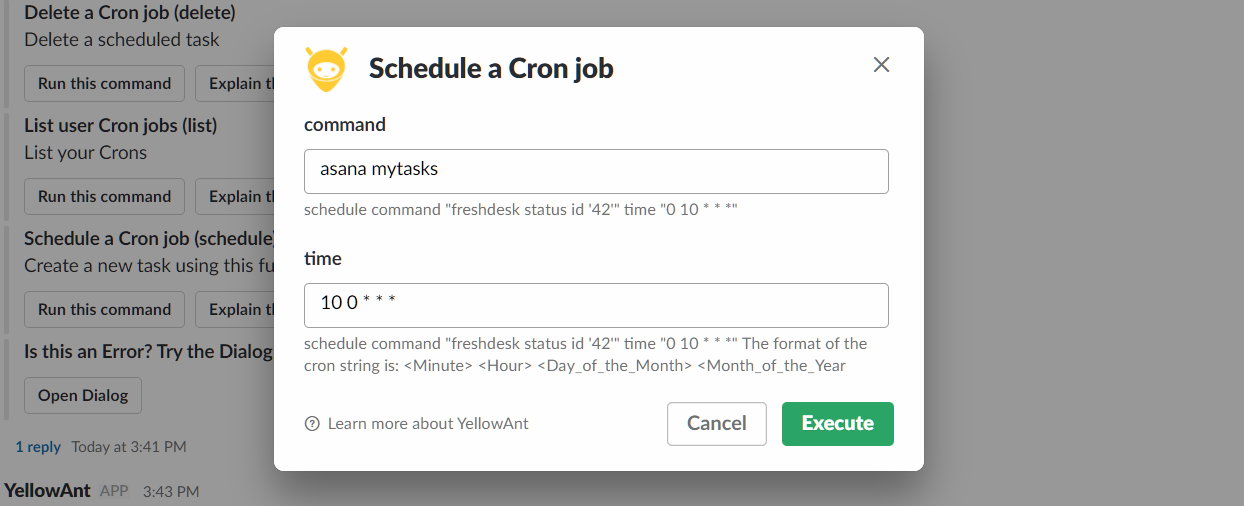 Delete a Cron job (delete)
Delete a scheduled task
Run this command
Explain
List user Cron jobs (list)
List your Crons
Run this command
Explain
Schedule a Cron job (schedule)
Create a new task using this
Run this command
Explain
Is this an Error? Try the Dialog
Open Dialog
1 reply Today at 3:41 PM
YellowAnt APP 3:43 PM
Schedule a Cron job
command
asana mytasks
schedule command "freshdesk status id '42'" time "0 10 * * *"
time
10 0 * * *
schedule command "freshdesk status id '42'" time "0 10 * * *" The format of the
cron string is: <Minute> <Hour> <Day_of_the_Month> <Month_of_the_Year
Learn more about YellowAnt
Cancel
Execute